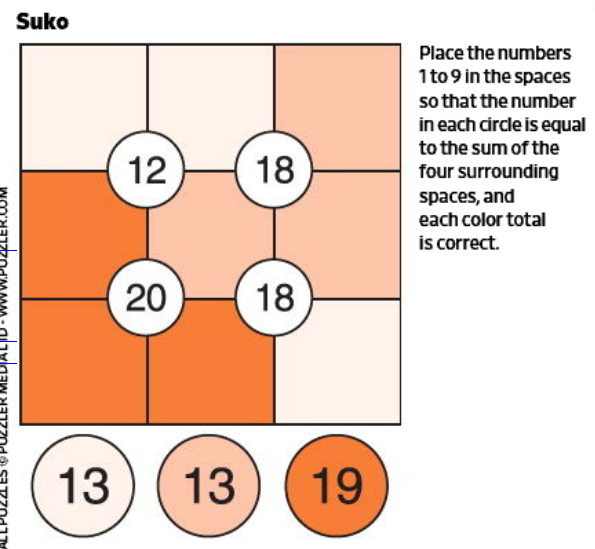 Suko
Place the numbers
1 to 9 in the spaces
so that the number
in each circle is equal
to the sum of the
four surrounding
spaces, and
each color total
is correct.
12
18
20
18
13
13
19
ALL PUZZLES © PUZZLER MEDIA LTD - WWW.PUZZLER.COM